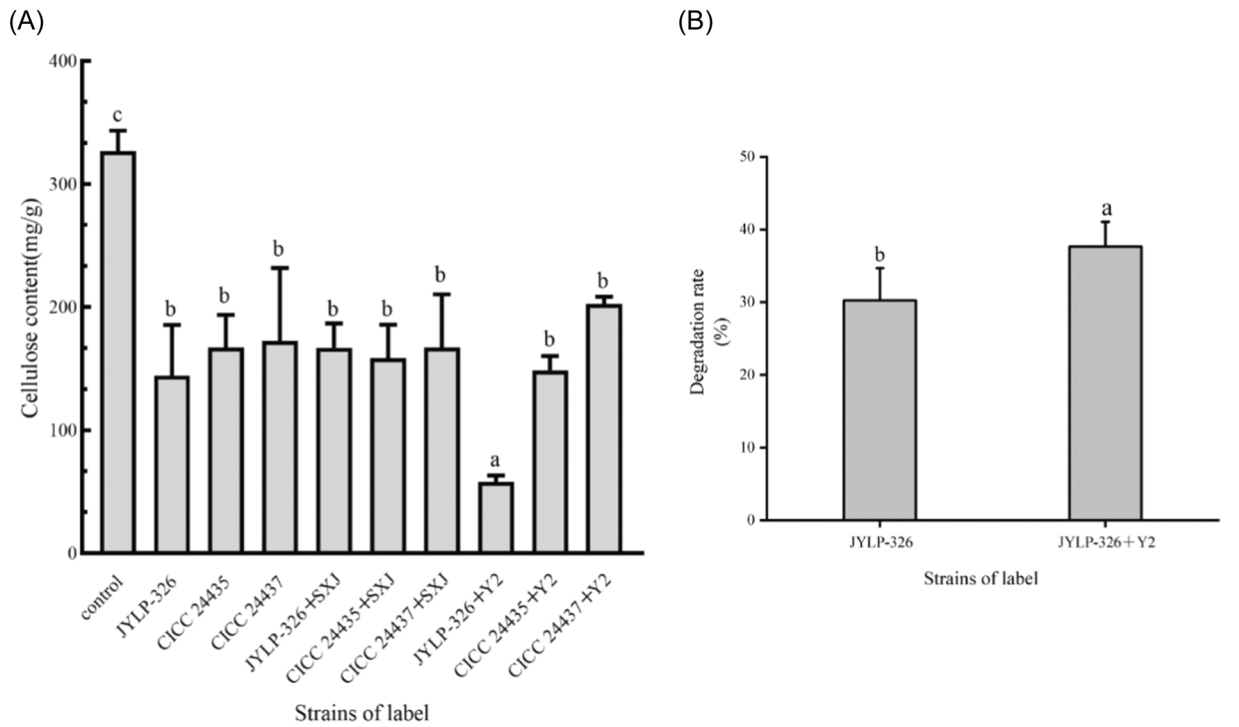 (A)
Cellulose content(mg/g)
400
300
200
100
0
c
b
b
b
b
b
b
a
b
b
control
JYLP-326
CICC 24435
CICC 24437
JYLP-326+SXJ
CICC 24435+SXJ
CICC 24437+SXJ
JYLP-326+Y2
CICC 24435+Y2
CICC 24437+Y2
Strains of label
(B)
Degradation rate
(%)
50
40
30
20
10
0
b
a
JYLP-326
JYLP-326+Y2
Strains of label